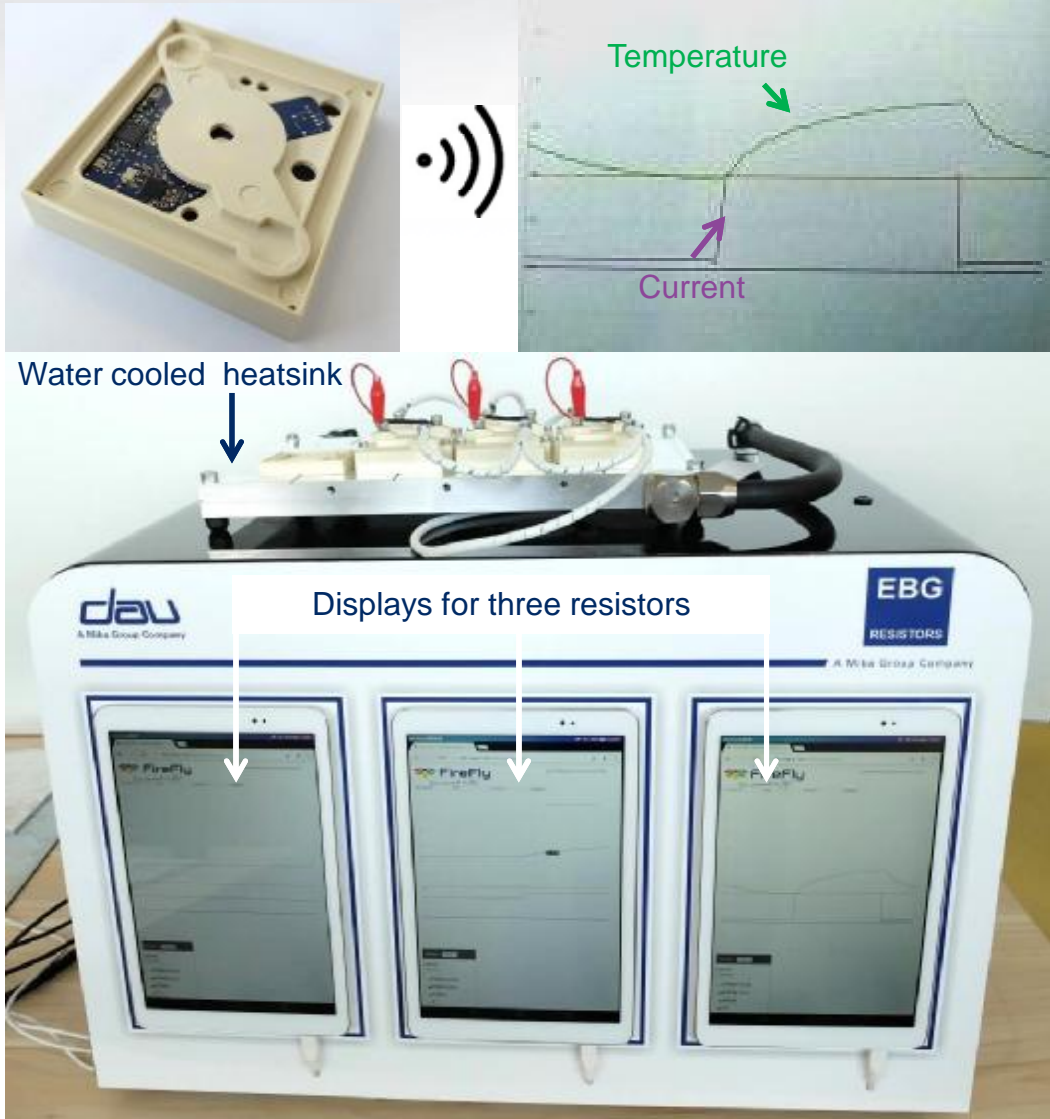 Temperature
Current
Water cooled heatsink
Displays for three resistors
dau
A Miba Group Company
EBG
RESISTORS
A Miba Group Company
FireFly
FireFly
FireFly